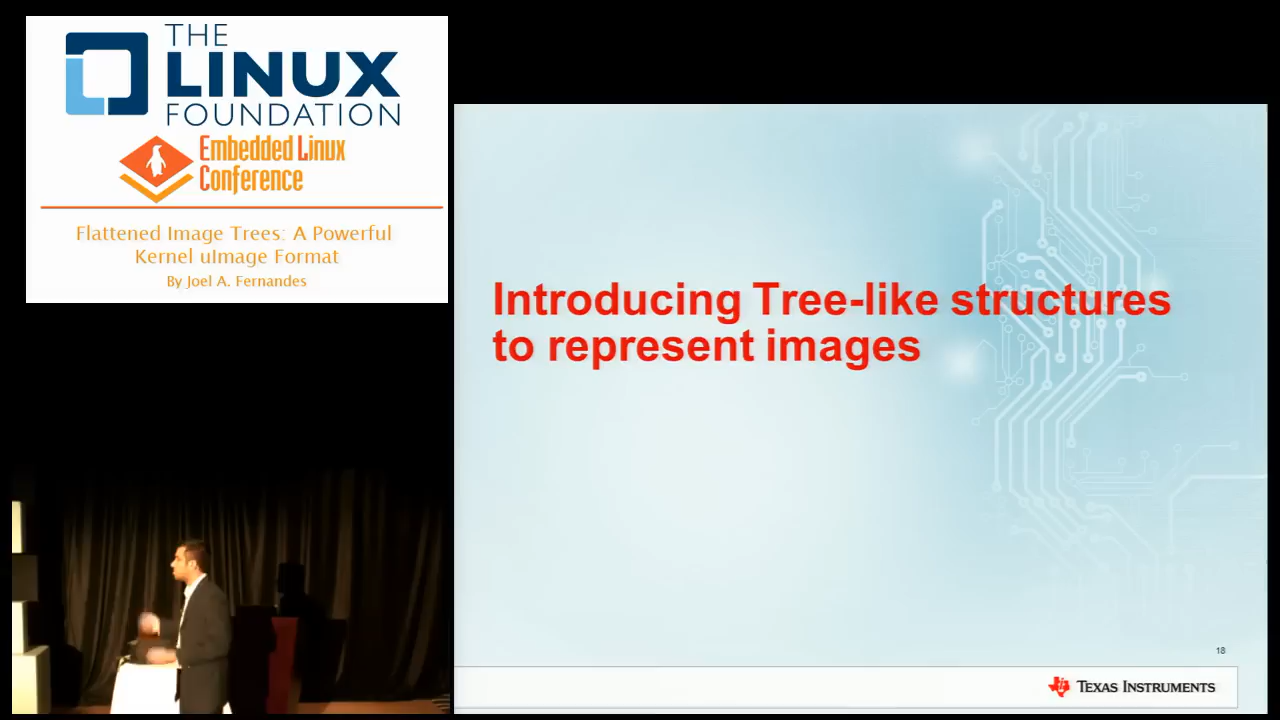 THE
LINUX
FOUNDATION
Embedded Linux
Conference
Flattened Image Trees: A Powerful
Kernel uImage Format
By Joel A. Fernandes
Introducing Tree-like structures
to represent images
18
TEXAS INSTRUMENTS